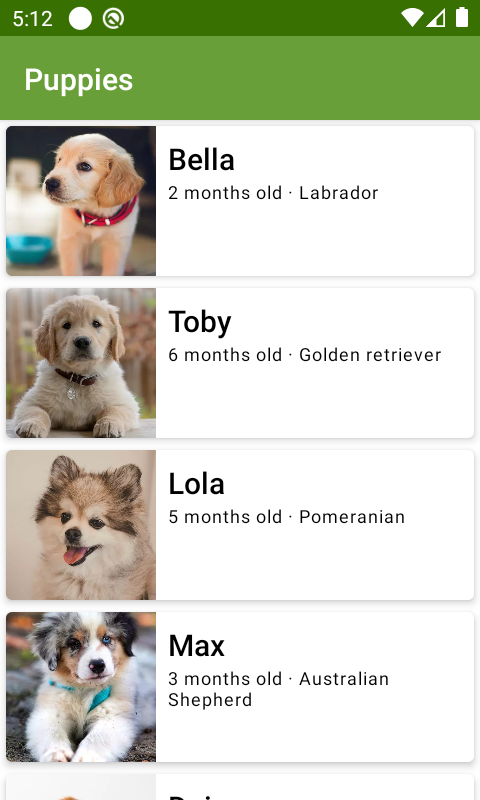 5:12
Puppies
Bella
2 months old · Labrador
Toby
6 months old · Golden retriever
Lola
5 months old · Pomeranian
Max
3 months old · Australian
Shepherd